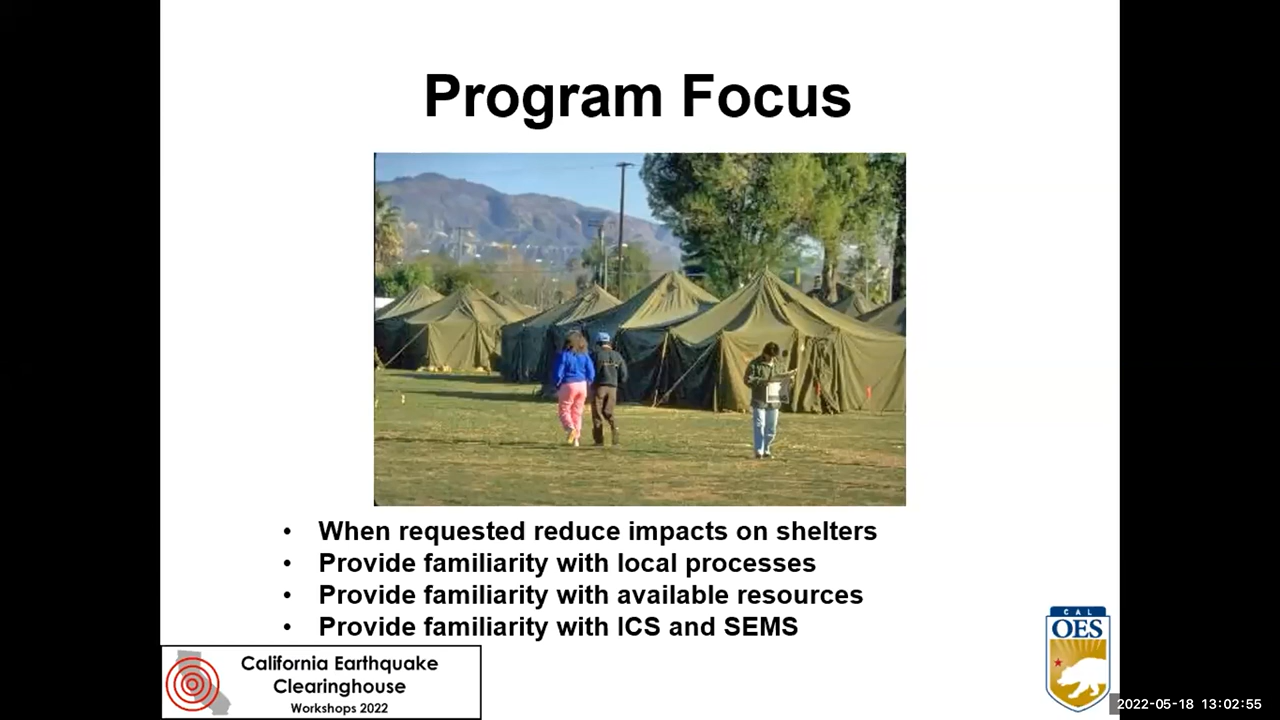 Program Focus
• When requested reduce impacts on shelters
• Provide familiarity with local processes
• Provide familiarity with available resources
• Provide familiarity with ICS and SEMS
California Earthquake
Clearinghouse
Workshops 2022
CAL
OES
2022-05-18 13:02:55